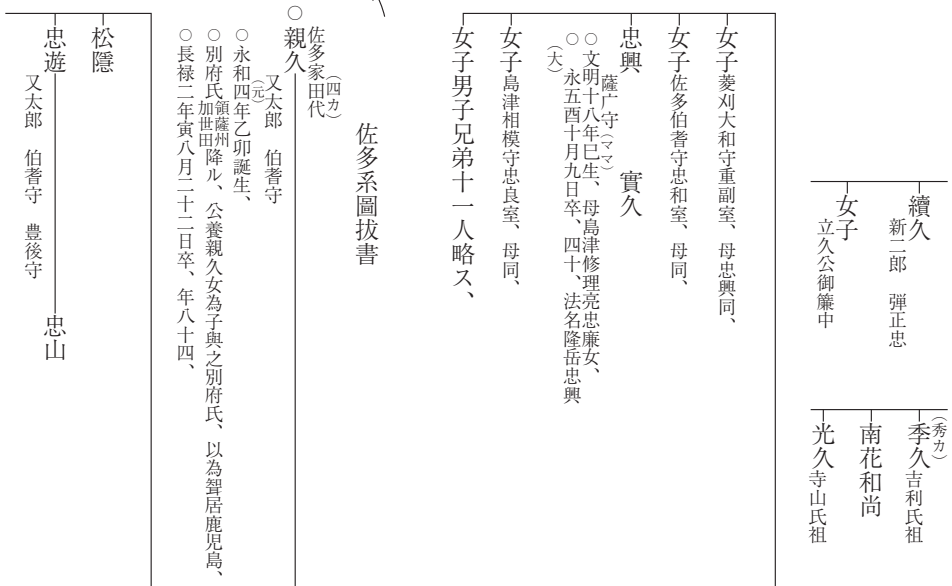 續久
新二郎　彈正忠
女子
立久公御簾中
（秀カ）
季久吉利氏祖
南花和尚
光久寺山氏祖
女子菱刈大和守重副室、母忠興同、
女子佐多伯耆守忠和室、母同、
忠興　實久
薩广守（ママ）
○文明十八年巳生、母島津修理亮忠廉女、
（大）
○永五酉十月九日卒、四十、法名隆岳忠興
女子島津相模守忠良室、母同、
女子男子兄弟十一人略ス、
佐多系圖拔書
（四カ）
佐多家田代
○親久
又太郎　伯耆守
（元）
○永和四年乙卯誕生、
○別府氏領薩州加世田降ル、公養親久女為子與之別府氏、以為聟居鹿児島、
○長禄二年寅八月二十二日卒、年八十四、
松隱
忠遊　忠山
又太郎　伯耆守　豊後守